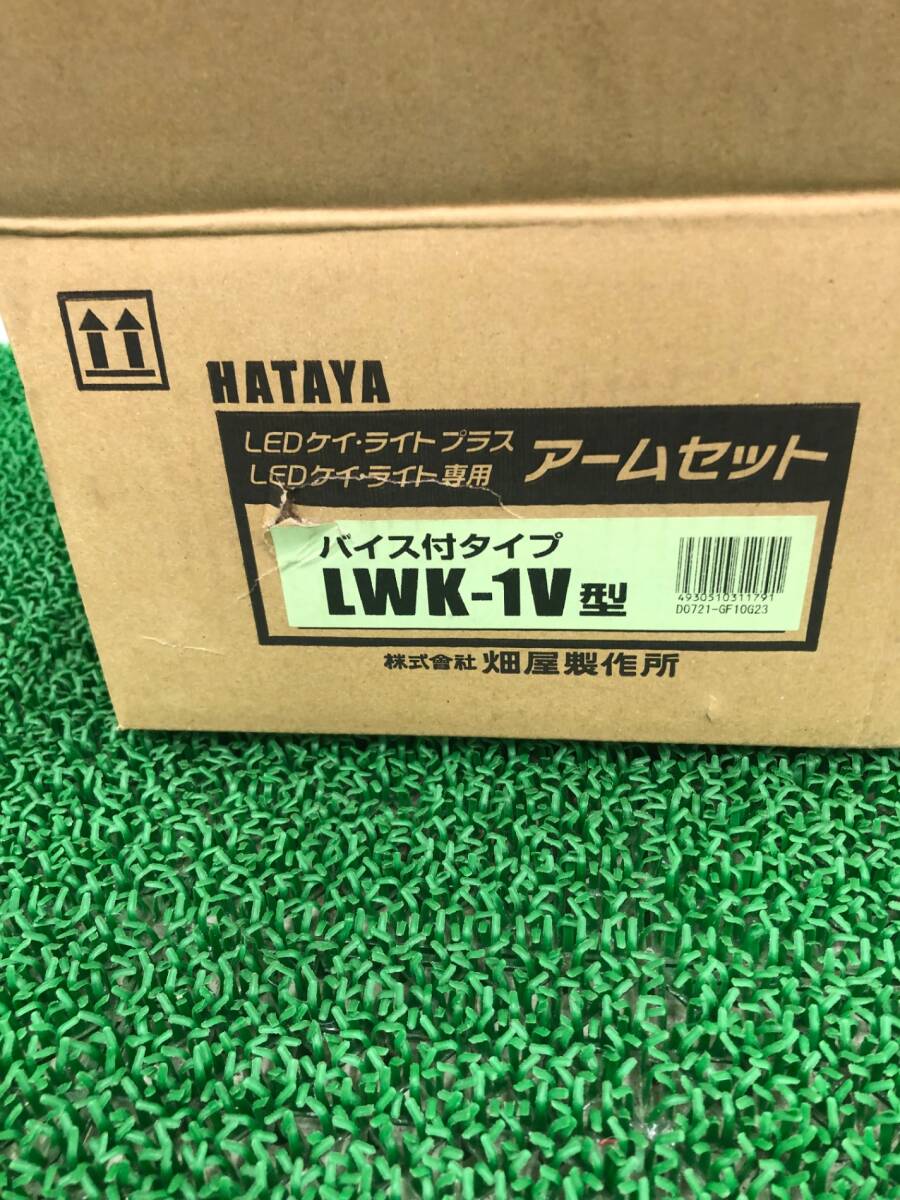 HATAYA
LEDケイ・ライトプラス
LEDケイ・ライト専用
アームセット
バイス付タイプ
LWK-1V型
4930510311791
D0721-GF10G23
株式會社 畑屋製作所